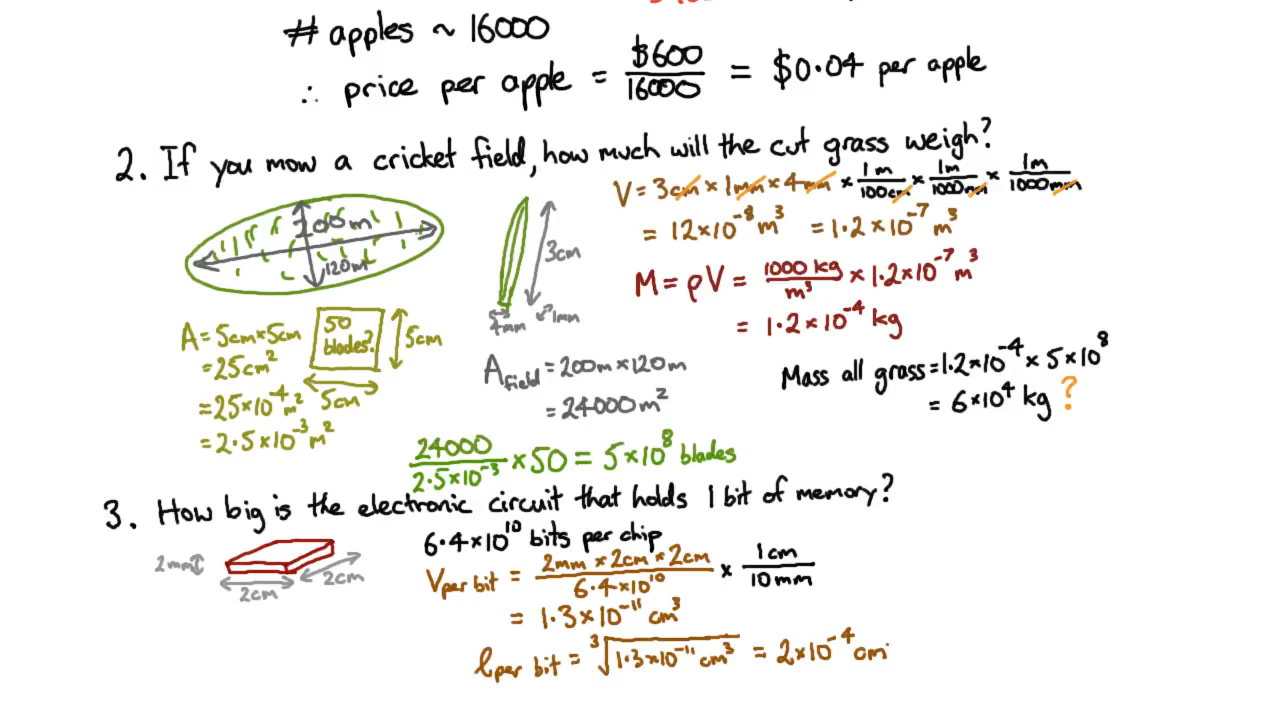 # apples ~ 16000
∴ price per apple = $600/16000 = $0.04 per apple
2. If you mow a cricket field, how much will the cut grass weigh?
200m
120m
3cm
4mm
1mm
V = 3cm × 1mm × 4mm × 1m/100cm × 1m/1000mm × 1m/1000mm
= 12×10⁻⁸ m³ = 1.2×10⁻⁷ m³
M = ρV = 1000 kg/m³ × 1.2×10⁻⁷ m³
= 1.2×10⁻⁴ kg
A = 5cm×5cm
= 25cm²
= 25×10⁻⁴ m²
= 2.5×10⁻³ m²
50
blades?
5cm
5cm
A field = 200m × 120m
= 24000m²
Mass all grass = 1.2×10⁻⁴ × 5×10⁸
= 6×10⁴ kg ?
24000/2.5×10⁻³ × 50 = 5×10⁸ blades
3. How big is the electronic circuit that holds 1 bit of memory?
2mm
2cm
2cm
6.4×10¹⁰ bits per chip
V per bit = 2mm × 2cm × 2cm/6.4×10¹⁰ × 1cm/10mm
= 1.3×10⁻¹¹ cm³
l per bit = ³√1.3×10⁻¹¹ cm³ = 2×10⁻⁴ cm